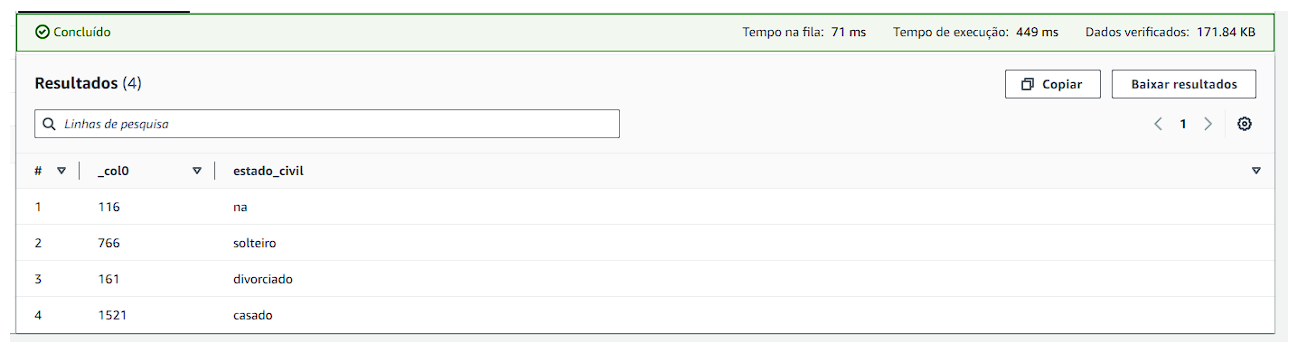 Concluído Tempo na fila: 71 ms Tempo de execução: 449 ms Dados verificados: 171.84 KB
Resultados (4) Copiar Baixar resultados
Linhas de pesquisa 1
# _col0 estado_civil
1 116 na
2 766 solteiro
3 161 divorciado
4 1521 casado